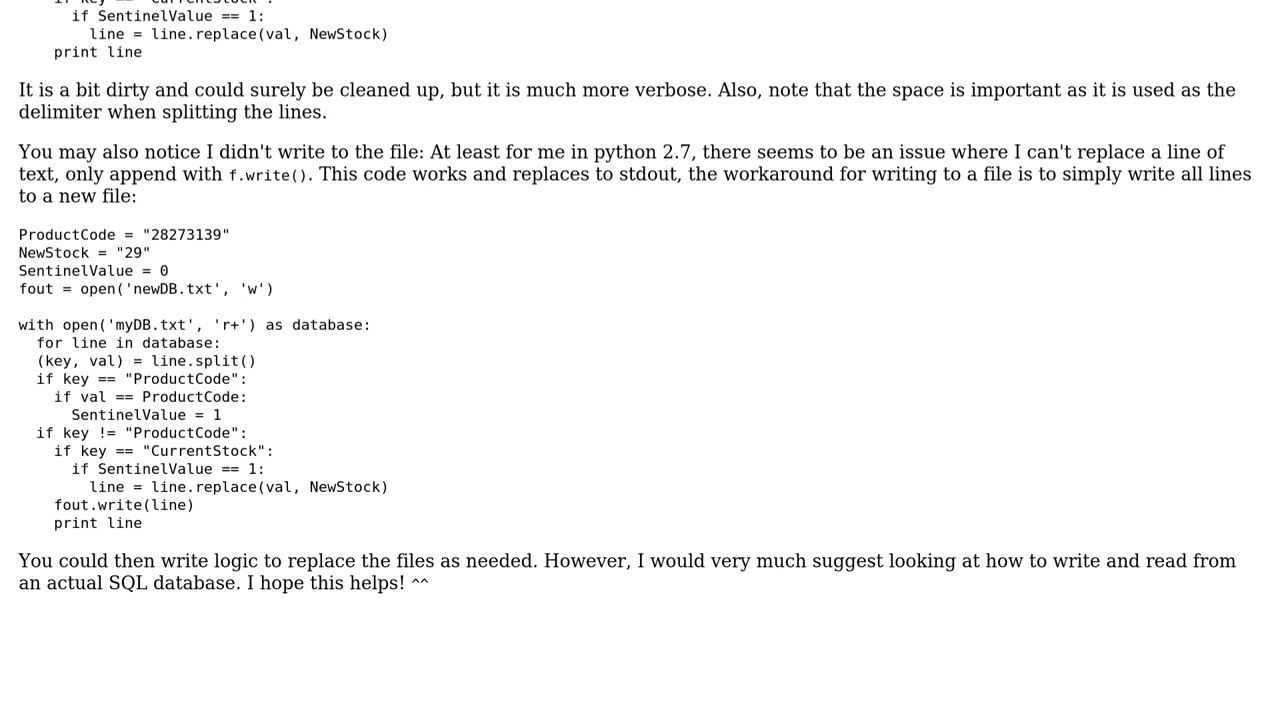 if key == "CurrentStock":
      if SentinelValue == 1:
        line = line.replace(val, NewStock)
    print line
It is a bit dirty and could surely be cleaned up, but it is much more verbose. Also, note that the space is important as it is used as the
delimiter when splitting the lines.
You may also notice I didn't write to the file: At least for me in python 2.7, there seems to be an issue where I can't replace a line of
text, only append with f.write(). This code works and replaces to stdout, the workaround for writing to a file is to simply write all lines
to a new file:
ProductCode = "28273139"
NewStock = "29"
SentinelValue = 0
fout = open('newDB.txt', 'w')
with open('myDB.txt', 'r+') as database:
  for line in database:
  (key, val) = line.split()
  if key == "ProductCode":
    if val == ProductCode:
      SentinelValue = 1
  if key != "ProductCode":
    if key == "CurrentStock":
      if SentinelValue == 1:
        line = line.replace(val, NewStock)
    fout.write(line)
    print line
You could then write logic to replace the files as needed. However, I would very much suggest looking at how to write and read from
an actual SQL database. I hope this helps! ^^